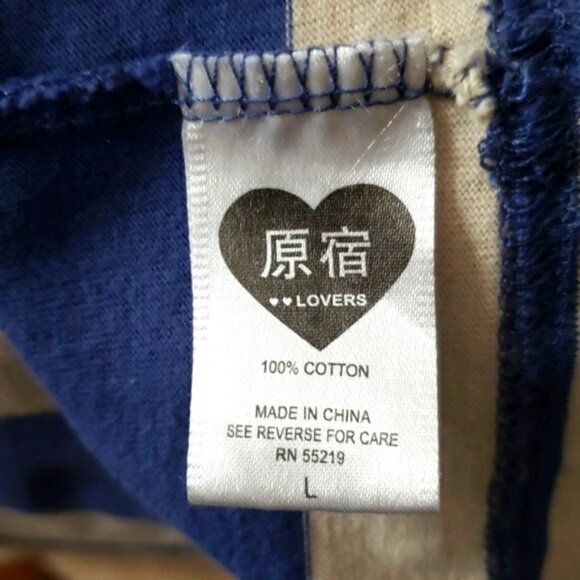 原宿
♥♥LOVERS
100% COTTON
MADE IN CHINA
SEE REVERSE FOR CARE
RN 55219
L